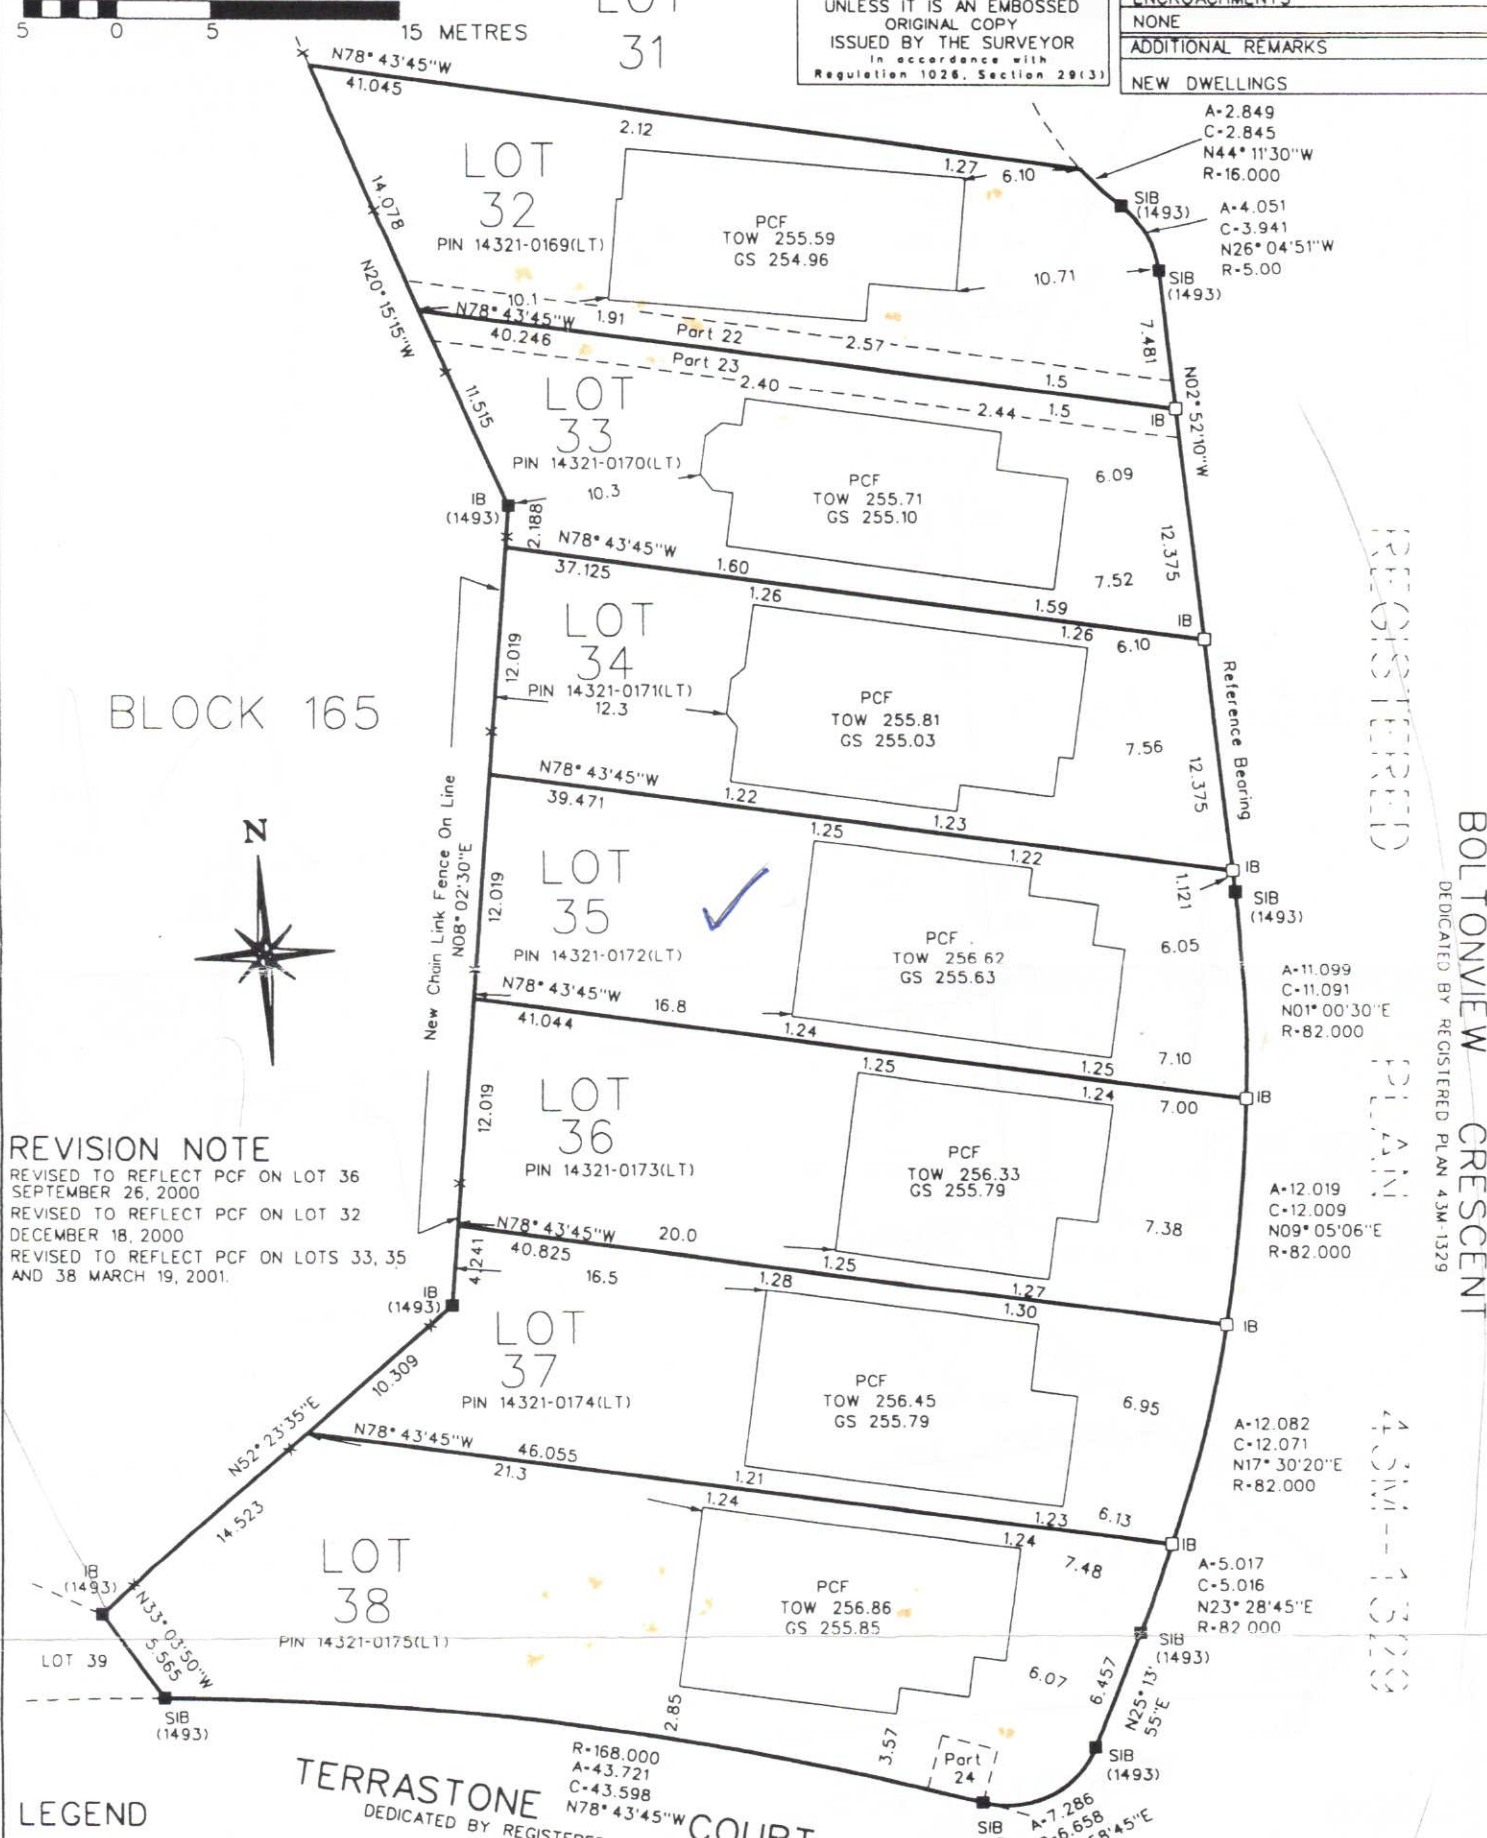 5 0 5 15 METRES
LOT
31
UNLESS IT IS AN EMBOSSED
ORIGINAL COPY
ISSUED BY THE SURVEYOR
In accordance with
Regulation 1026, Section 29(3)
ENCROACHMENTS
NONE
ADDITIONAL REMARKS
NEW DWELLINGS
N78°43'45"W
41.045
2.12
1.27
6.10
A=2.849
C=2.845
N44°11'30"W
R=16.000
SIB
(1493)
A=4.051
C=3.941
N26°04'51"W
R=5.00
SIB
(1493)
LOT
32
PIN 14321-0169(LT)
PCF
TOW 255.59
GS 254.96
14.078
N20°15'15"W
10.71
7.481
10.1
N78°43'45"W
1.91
40.246
Part 22
2.57
Part 23
2.40
1.5
2.44
1.5
IB
N02°52'10"W
11.515
LOT
33
PIN 14321-0170(LT)
10.3
PCF
TOW 255.71
GS 255.10
6.09
12.375
7.52
IB
(1493)
2.188
N78°43'45"W
37.125
1.60
1.59
1.26
1.26
6.10
IB
LOT
34
PIN 14321-0171(LT)
12.3
12.019
PCF
TOW 255.81
GS 255.03
7.56
12.375
Reference Bearing
BLOCK 165
N78°43'45"W
39.471
1.22
1.23
IB
1.121
SIB
(1493)
New Chain Link Fence On Line
N08°02'30"E
N
LOT
35
PIN 14321-0172(LT)
12.019
1.25
1.22
PCF
TOW 256.62
GS 255.63
6.05
A=11.099
C=11.091
N01°00'30"E
R=82.000
N78°43'45"W
16.8
41.044
1.24
1.25
7.10
IB
LOT
36
PIN 14321-0173(LT)
12.019
1.25
1.24
7.00
PCF
TOW 256.33
GS 255.79
7.38
A=12.019
C=12.009
N09°05'06"E
R=82.000
REVISION NOTE
REVISED TO REFLECT PCF ON LOT 36
SEPTEMBER 26, 2000
REVISED TO REFLECT PCF ON LOT 32
DECEMBER 18, 2000
REVISED TO REFLECT PCF ON LOTS 33, 35
AND 38 MARCH 19, 2001.
N78°43'45"W
20.0
40.825
1.25
1.27
IB
4.241
16.5
1.28
1.30
IB
(1493)
LOT
37
PIN 14321-0174(LT)
10.309
N52°23'35"E
PCF
TOW 256.45
GS 255.79
6.95
A=12.082
C=12.071
N17°30'20"E
R=82.000
N78°43'45"W
46.055
21.3
1.21
1.23
6.13
IB
14.523
1.24
1.24
7.48
LOT
38
PIN 14321-0175(LT)
PCF
TOW 256.86
GS 255.85
A=5.017
C=5.016
N23°28'45"E
R=82.000
SIB
(1493)
IB
(1493)
N33°03'50"W
5.565
LOT 39
SIB
(1493)
6.07
6.457
N25°13'
55"E
2.85
3.57
Part
24
SIB
(1493)
R=168.000
A=43.721
C=43.598
N78°43'45"W
TERRASTONE COURT
DEDICATED BY REGISTERED
SIB
A=7.286
6.658
8'45"E
LEGEND
REGISTERED PLAN 43M-1329
BOLTONVIEW CRESCENT
DEDICATED BY REGISTERED PLAN 43M-1329